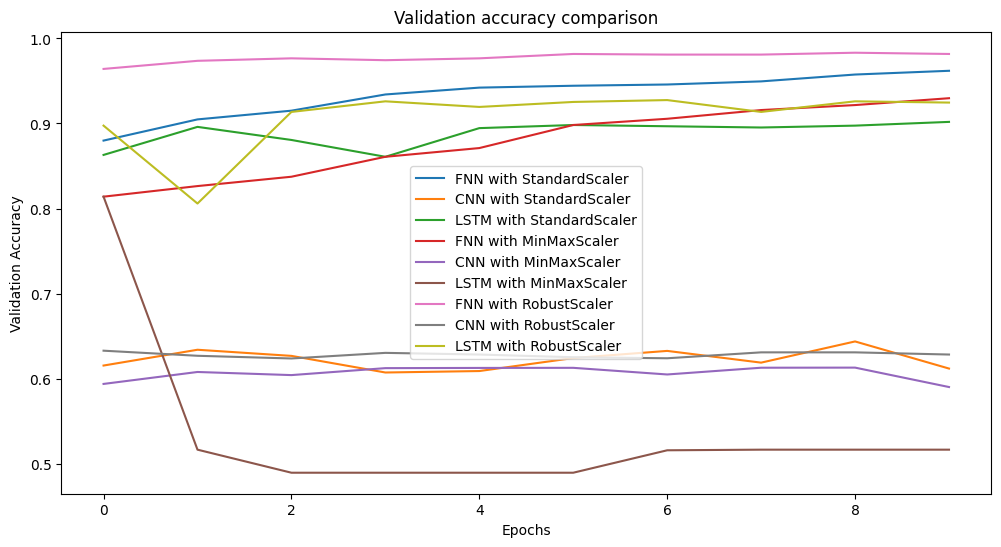 Validation accuracy comparison
1.0
0.9
0.8
0.7
0.6
0.5
Validation Accuracy
FNN with StandardScaler
CNN with StandardScaler
LSTM with StandardScaler
FNN with MinMaxScaler
CNN with MinMaxScaler
LSTM with MinMaxScaler
FNN with RobustScaler
CNN with RobustScaler
LSTM with RobustScaler
0 2 4 6 8
Epochs